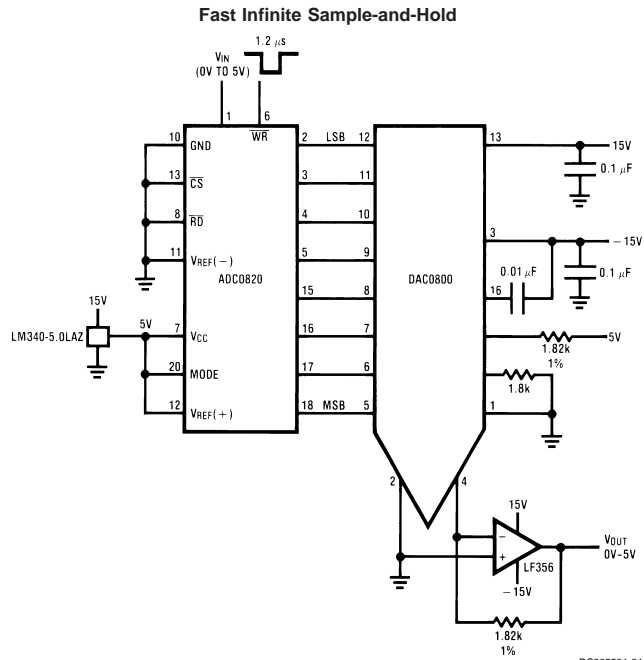 Fast Infinite Sample-and-Hold
1.2 μs
VIN
(0V TO 5V)
1
6
WR
10
GND
2
LSB
12
13
15V
0.1 μF
13
CS
3
11
8
RD
4
10
3
−15V
11
VREF(−)
5
9
0.01 μF
0.1 μF
ADC0820
DAC0800
15
8
16
15V
LM340-5.0LAZ
5V
7
VCC
16
7
5V
1.82k
1%
20
MODE
17
6
1.8k
12
VREF(+)
18
MSB
5
1
2
4
15V
−
+
LF356
−15V
VOUT
0V–5V
1.82k
1%